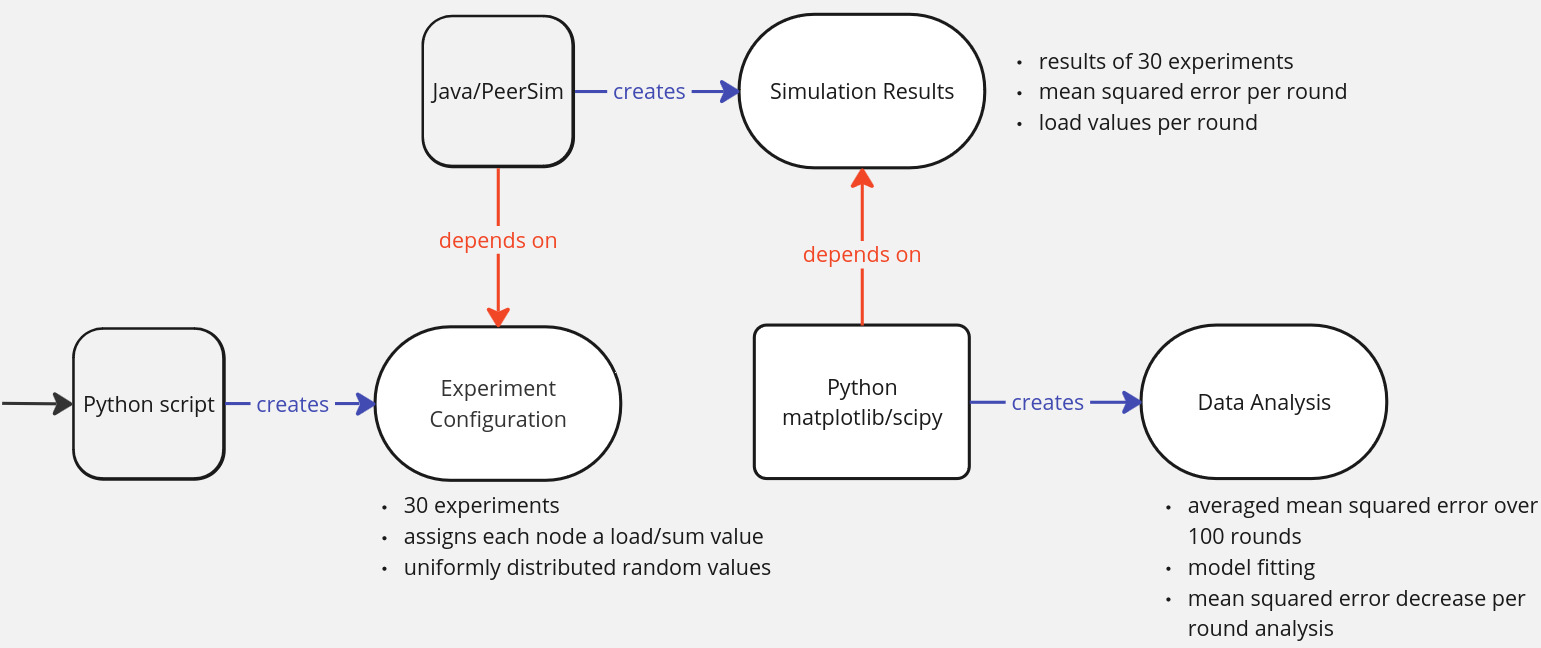 Java/PeerSim
creates
Simulation Results
• results of 30 experiments
• mean squared error per round
• load values per round
depends on
depends on
Python script
creates
Experiment
Configuration
• 30 experiments
• assigns each node a load/sum value
• uniformly distributed random values
Python
matplotlib/scipy
creates
Data Analysis
• averaged mean squared error over
100 rounds
• model fitting
• mean squared error decrease per
round analysis